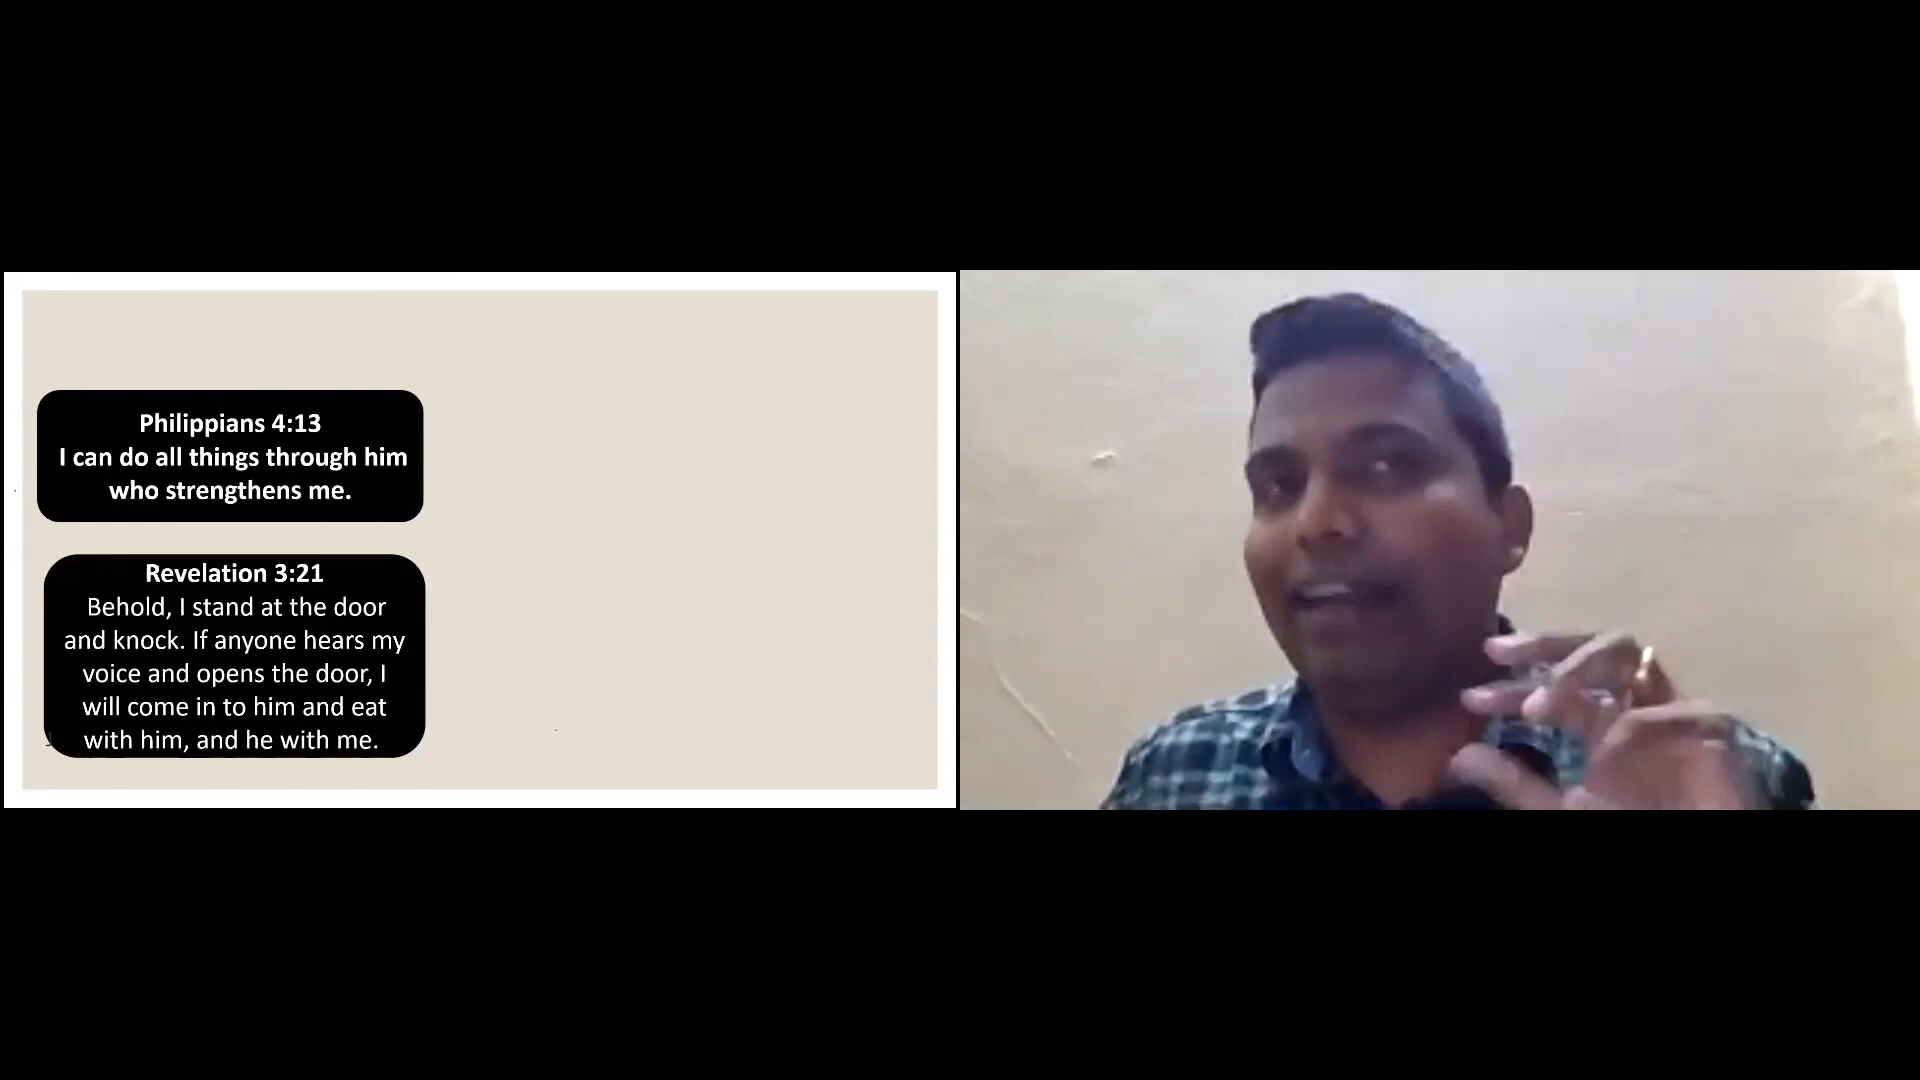 Philippians 4:13
I can do all things through him
who strengthens me.
Revelation 3:21
Behold, I stand at the door
and knock. If anyone hears my
voice and opens the door, I
will come in to him and eat
with him, and he with me.